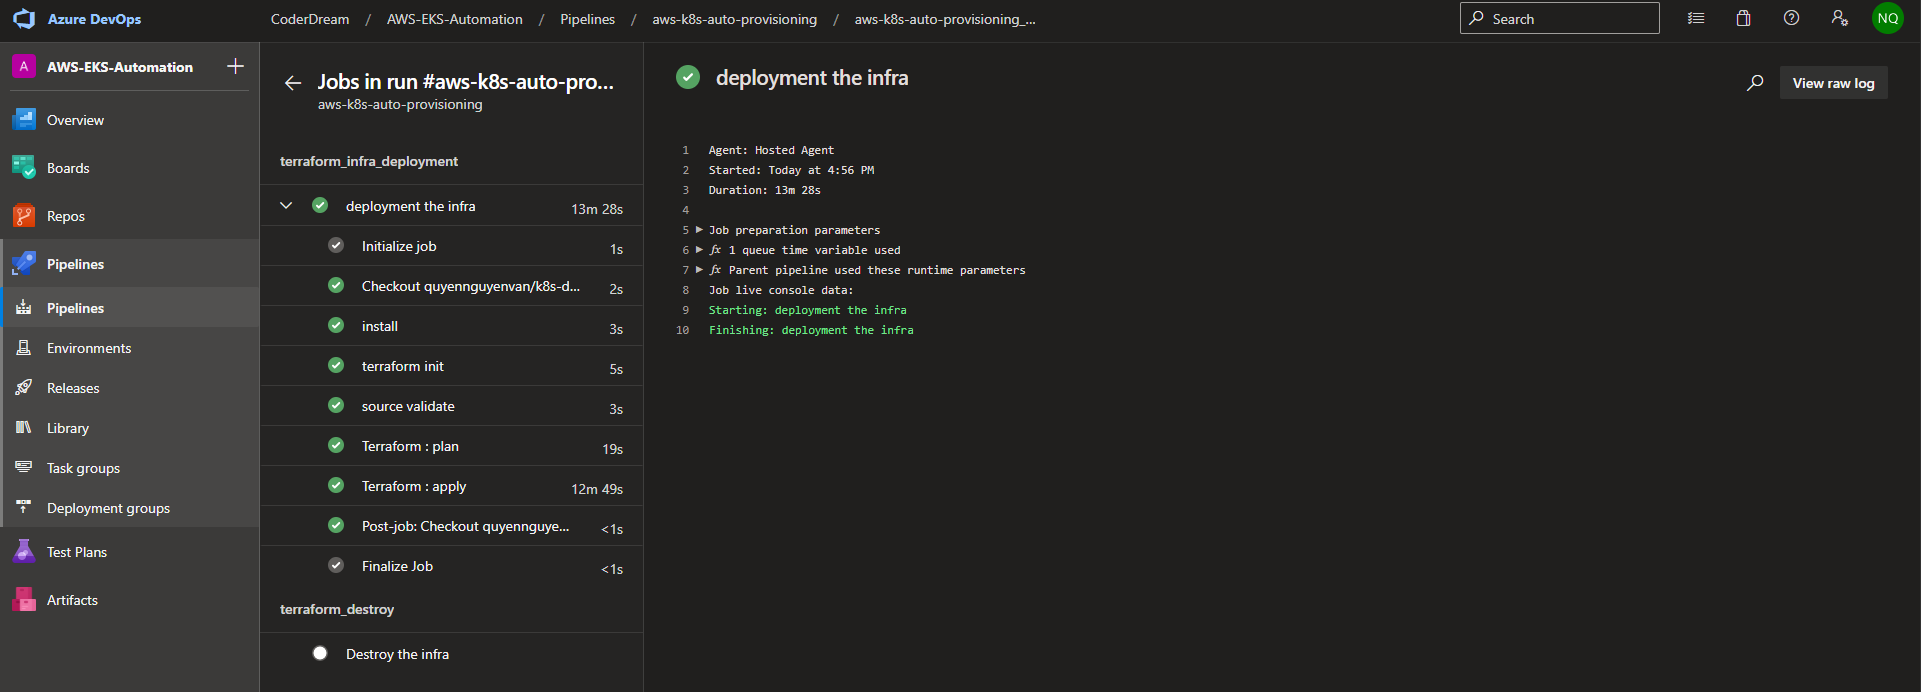 Azure DevOps
CoderDream / AWS-EKS-Automation / Pipelines / aws-k8s-auto-provisioning / aws-k8s-auto-provisioning_...
Search
NQ
A
AWS-EKS-Automation
Overview
Boards
Repos
Pipelines
Pipelines
Environments
Releases
Library
Task groups
Deployment groups
Test Plans
Artifacts
Jobs in run #aws-k8s-auto-pro...
aws-k8s-auto-provisioning
terraform_infra_deployment
deployment the infra 13m 28s
Initialize job 1s
Checkout quyennguyenvan/k8s-d... 2s
install 3s
terraform init 5s
source validate 3s
Terraform : plan 19s
Terraform : apply 12m 49s
Post-job: Checkout quyennguye... <1s
Finalize Job <1s
terraform_destroy
Destroy the infra
deployment the infra
View raw log
1 Agent: Hosted Agent
2 Started: Today at 4:56 PM
3 Duration: 13m 28s
4
5 Job preparation parameters
6 fx 1 queue time variable used
7 fx Parent pipeline used these runtime parameters
8 Job live console data:
9 Starting: deployment the infra
10 Finishing: deployment the infra